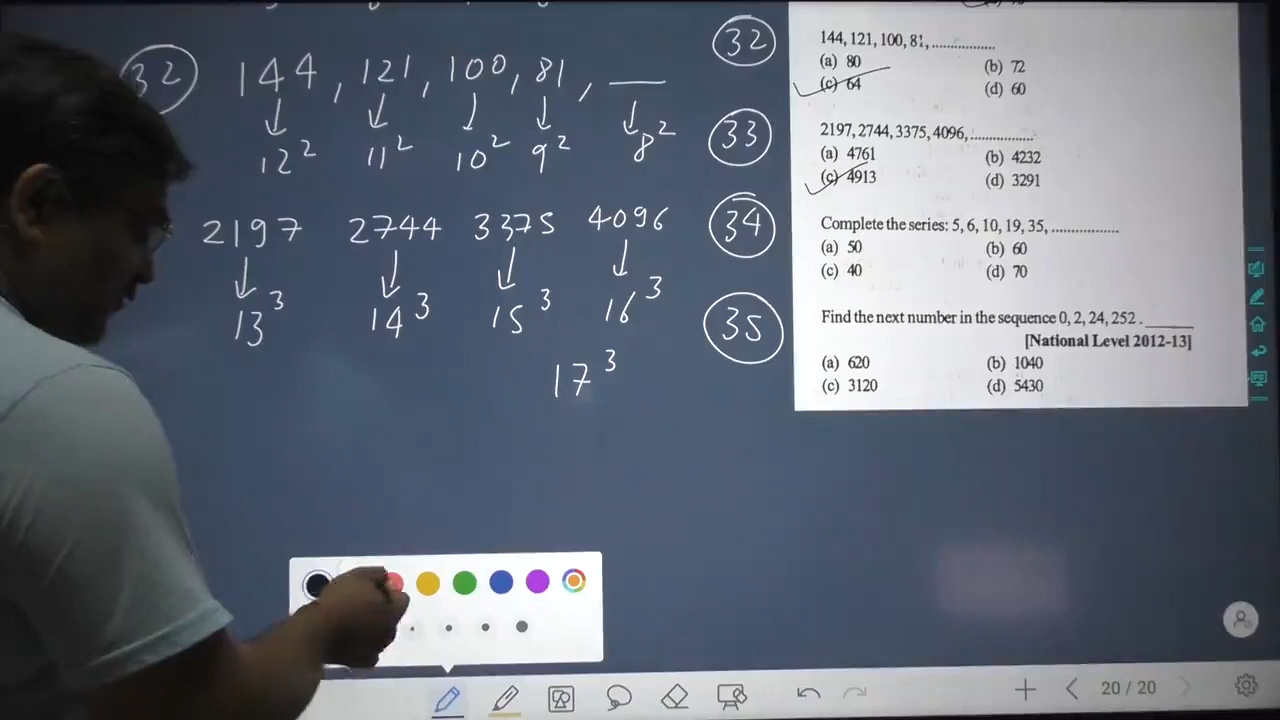 32 144, 121, 100, 81, __
12² 11² 10² 9² 8²
2197 2744 3375 4096
13³ 14³ 15³ 16³
17³
32
144, 121, 100, 81, ..................
(a) 80 (b) 72
(c) 64 (d) 60
33
2197, 2744, 3375, 4096, ..................
(a) 4761 (b) 4232
(c) 4913 (d) 3291
34
Complete the series: 5, 6, 10, 19, 35, ..................
(a) 50 (b) 60
(c) 40 (d) 70
35
Find the next number in the sequence 0, 2, 24, 252 . ______
[National Level 2012-13]
(a) 620 (b) 1040
(c) 3120 (d) 5430
20 / 20